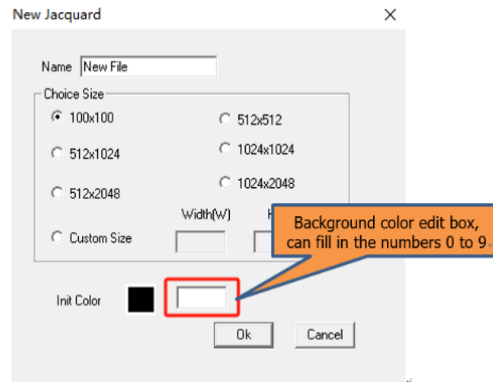 New Jacquard
Name New File
Choice Size
100x100
512x512
512x1024
1024x1024
512x2048
1024x2048
Width(W)
Custom Size
Background color edit box,
can fill in the numbers 0 to 9.
Init Color
Ok Cancel